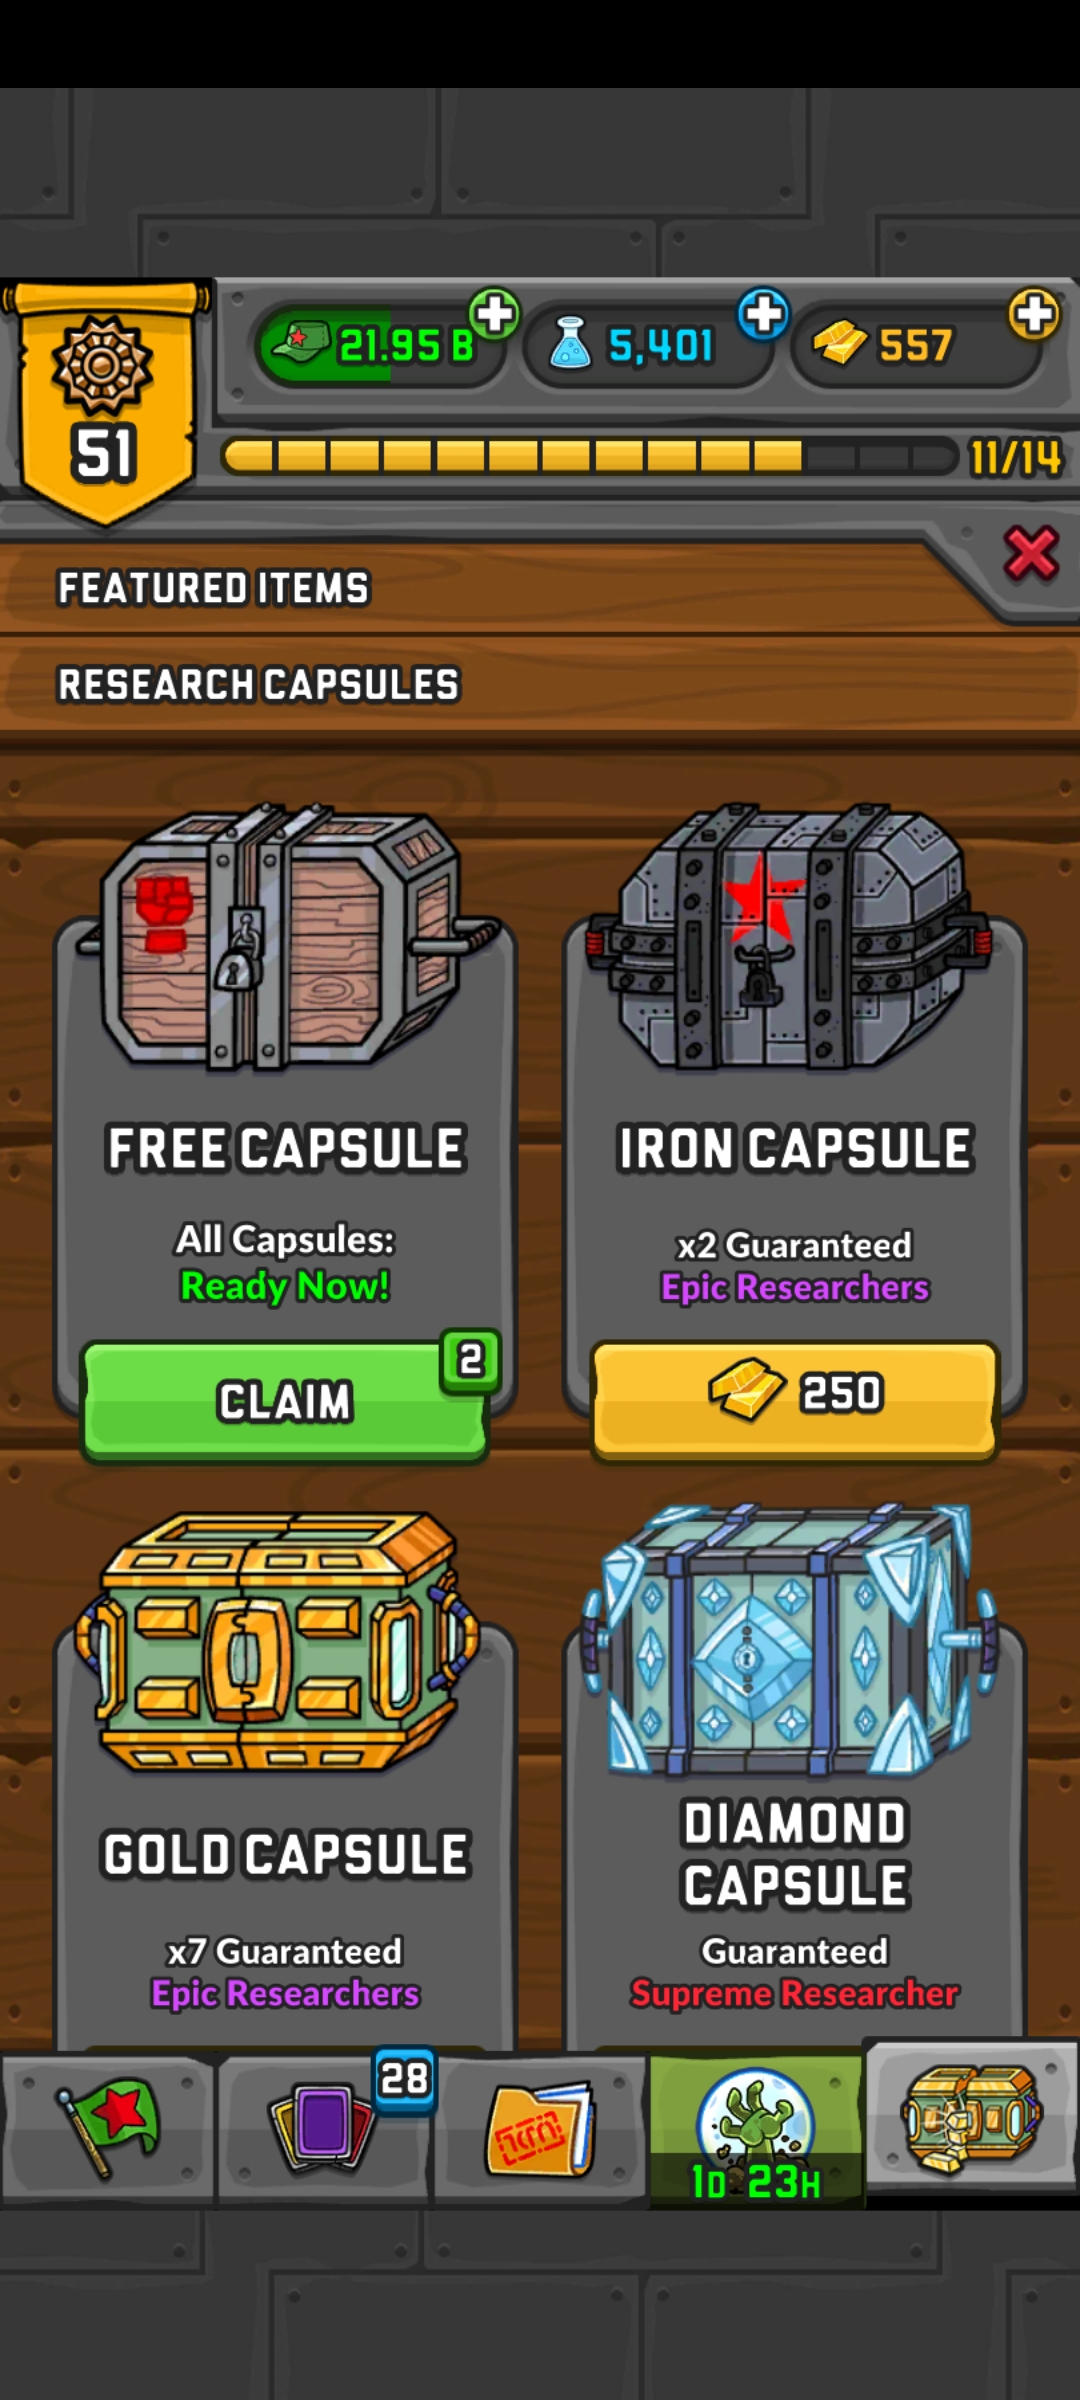 21.95 B
5,401
557
51
11/14
FEATURED ITEMS
RESEARCH CAPSULES
FREE CAPSULE
All Capsules:
Ready Now!
2
CLAIM
IRON CAPSULE
x2 Guaranteed
Epic Researchers
250
GOLD CAPSULE
x7 Guaranteed
Epic Researchers
DIAMOND
CAPSULE
Guaranteed
Supreme Researcher
28
1D 23H